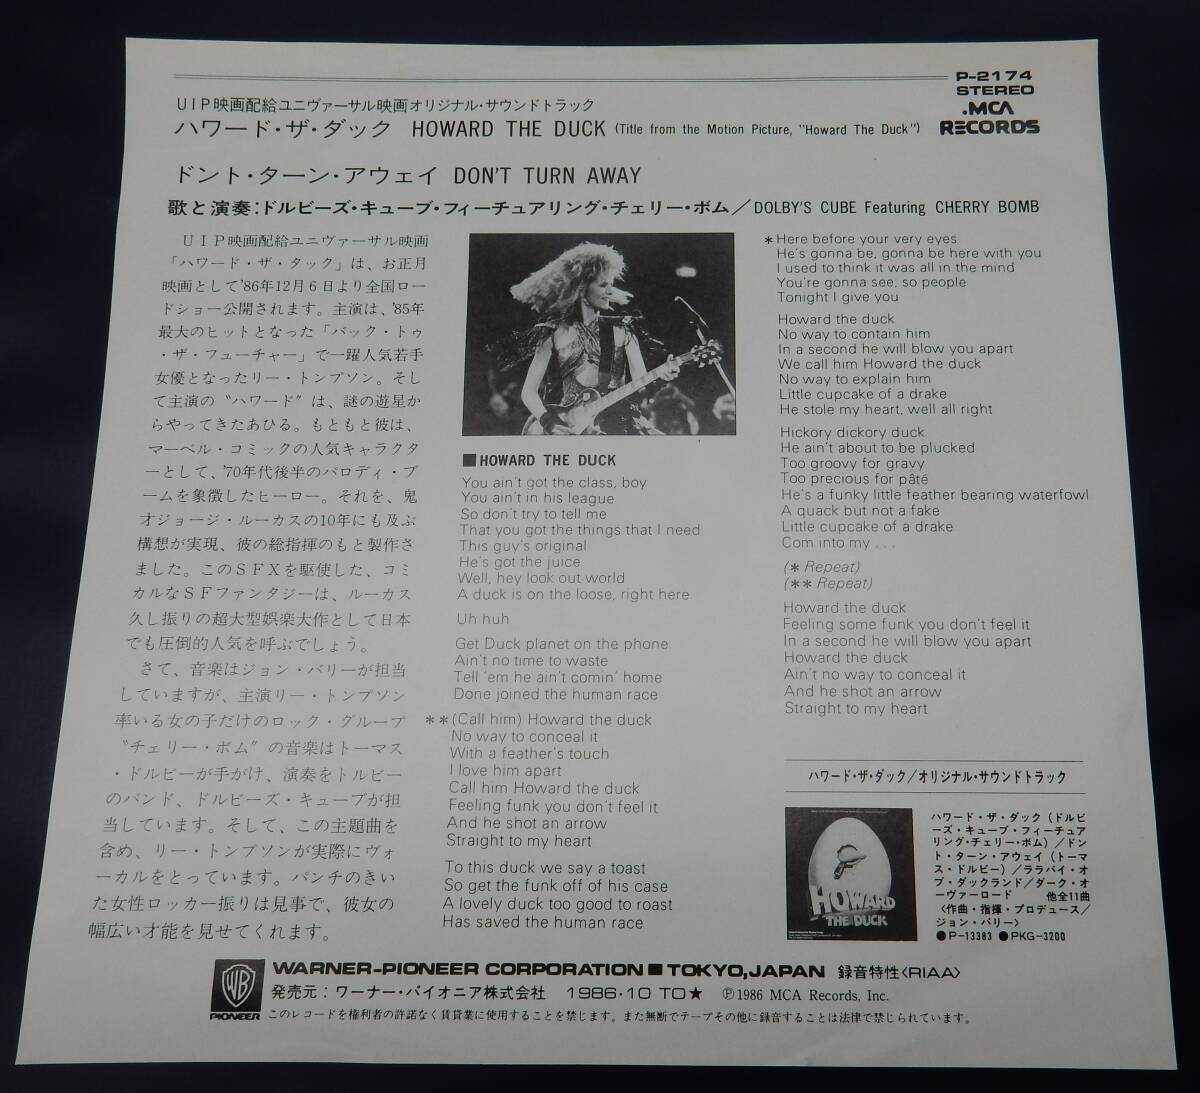 P-2174
STEREO
MCA
RECORDS
UIP映画配給ユニヴァーサル映画オリジナル・サウンドトラック
ハワード・ザ・ダック HOWARD THE DUCK (Title from the Motion Picture, "Howard The Duck")
ドント・ターン・アウェイ DON'T TURN AWAY
歌と演奏:ドルビーズ・キューブ・フィーチュアリング・チェリー・ボム/DOLBY'S CUBE Featuring CHERRY BOMB
UIP映画配給ユニヴァーサル映画
「ハワード・ザ・タック」は、お正月
映画として'86年12月6日より全国ロー
ドショー公開されます。主演は、'85年
最大のヒットとなった「バック・トゥ
・ザ・フューチャー」で一躍人気若手
女優となったリー・トンプソン。そし
て主演の〝ハワード〟は、謎の遊星か
らやってきたあひる。もともと彼は、
マーベル・コミックの人気キャラクタ
ーとして、'70年代後半のパロディ・ブ
ームを象徴したヒーロー。それを、鬼
才ジョージ・ルーカスの10年にも及ぶ
構想が実現、彼の総指揮のもと製作さ
ました。このSFXを駆使した、コミ
カルなSFファンタジーは、ルーカス
久し振りの超大型娯楽大作として日本
でも圧倒的人気を呼ぶでしょう。
さて、音楽はジョン・バリーが担当
していますが、主演リー・トンプソン
率いる女の子だけのロック・グループ
〝チェリー・ボム〟の音楽はトーマス
・ドルビーが手がけ、演奏をトルビー
のバンド、ドルビーズ・キューブが担
当しています。そして、この主題曲を
含め、リー・トンプソンが実際にヴォ
ーカルをとっています。パンチのきい
た女性ロッカー振りは見事で、彼女の
幅広い才能を見せてくれます。
■HOWARD THE DUCK
You ain't got the class, boy
You ain't in his league
So don't try to tell me
That you got the things that I need
This guy's original
He's got the juice
Well, hey look out world
A duck is on the loose, right here
Uh huh
Get Duck planet on the phone
Ain't no time to waste
Tell 'em he ain't comin' home
Done joined the human race
**(Call him) Howard the duck
No way to conceal it
With a feather's touch
I love him apart
Call him Howard the duck
Feeling funk you don't feel it
And he shot an arrow
Straight to my heart
To this duck we say a toast
So get the funk off of his case
A lovely duck too good to roast
Has saved the human race
*Here before your very eyes
He's gonna be, gonna be here with you
I used to think it was all in the mind
You're gonna see, so people
Tonight I give you
Howard the duck
No way to contain him
In a second he will blow you apart
We call him Howard the duck
No way to explain him
Little cupcake of a drake
He stole my heart, well all right
Hickory dickory duck
He ain't about to be plucked
Too groovy for gravy
Too precious for pâté
He's a funky little feather bearing waterfowl
A quack but not a fake
Little cupcake of a drake
Com into my . . .
(* Repeat)
(** Repeat)
Howard the duck
Feeling some funk you don't feel it
In a second he will blow you apart
Howard the duck
Ain't no way to conceal it
And he shot an arrow
Straight to my heart
ハワード・ザ・ダック/オリジナル・サウンドトラック
HOWARD
THE DUCK
ハワード・ザ・ダック(ドルビ
ーズ・キューブ・フィーチュア
リング・チェリー・ボム)/ドン
ト・ターン・アウェイ(トーマ
ス・ドルビー)/ララバイ・オ
ブ・ダックランド/ダーク・オ
ーヴァーロード 他全11曲
〈作曲・指揮・プロデュース/
ジョン・バリー〉
●P-13383 ●PKG-3200
WB
PIONEER
WARNER-PIONEER CORPORATION ■ TOKYO, JAPAN 録音特性〈RIAA〉
発売元:ワーナー・パイオニア株式会社 1986・10 TO★ ℗1986 MCA Records, Inc.
このレコードを権利者の許諾なく賃貸業に使用することを禁じます。また無断でテープその他に録音することは法律で禁じられています。